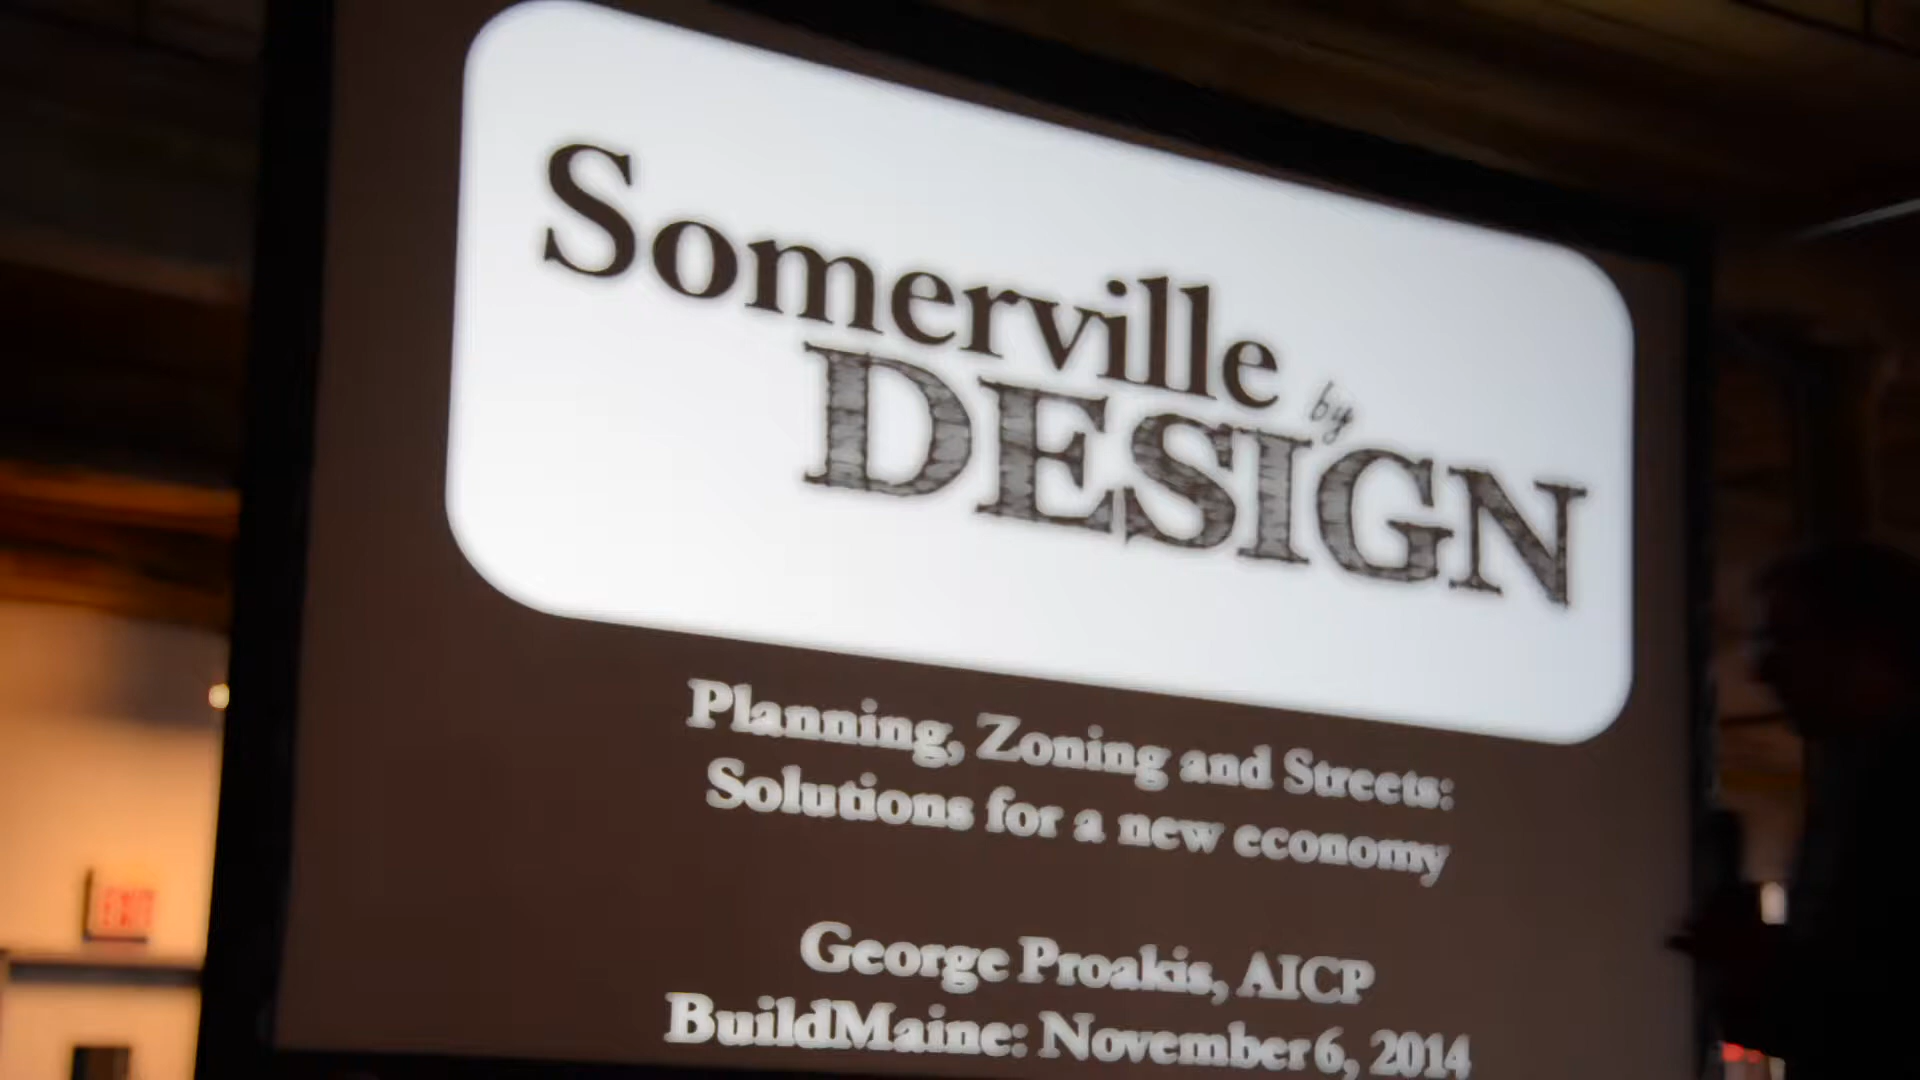 Somerville
by
DESIGN
Planning, Zoning and Streets:
Solutions for a new economy
George Proakis, AICP
BuildMaine: November 6, 2014
EXIT